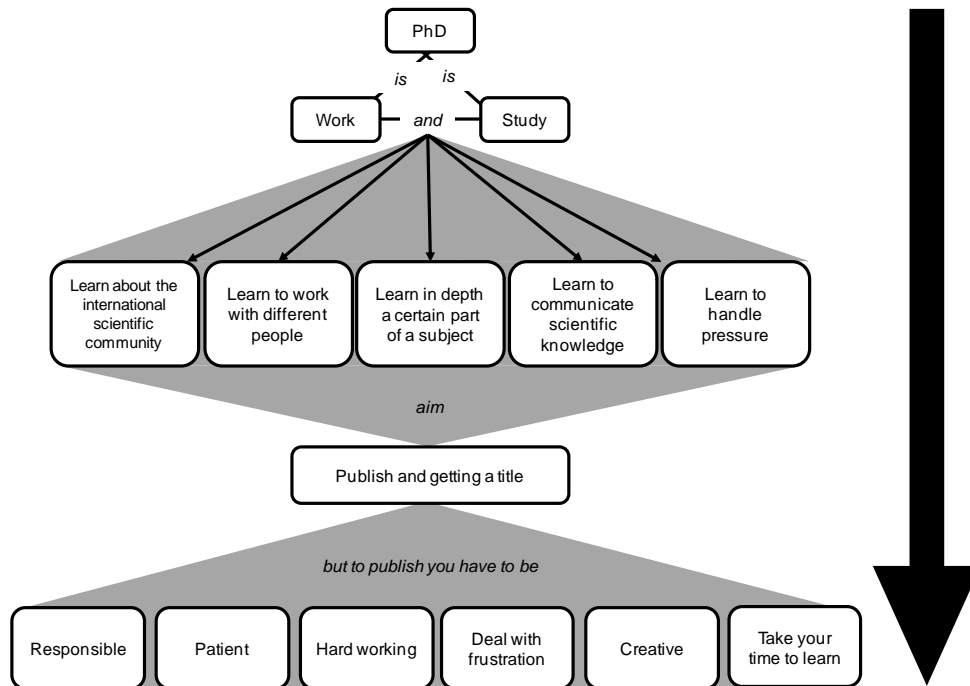 PhD
is is
Work and Study
Learn about the
international
scientific
community
Learn to work
with different
people
Learn in depth
a certain part
of a subject
Learn to
communicate
scientific
knowledge
Learn to
handle
pressure
aim
Publish and getting a title
but to publish you have to be
Responsible
Patient
Hard working
Deal with
frustration
Creative
Take your
time to learn